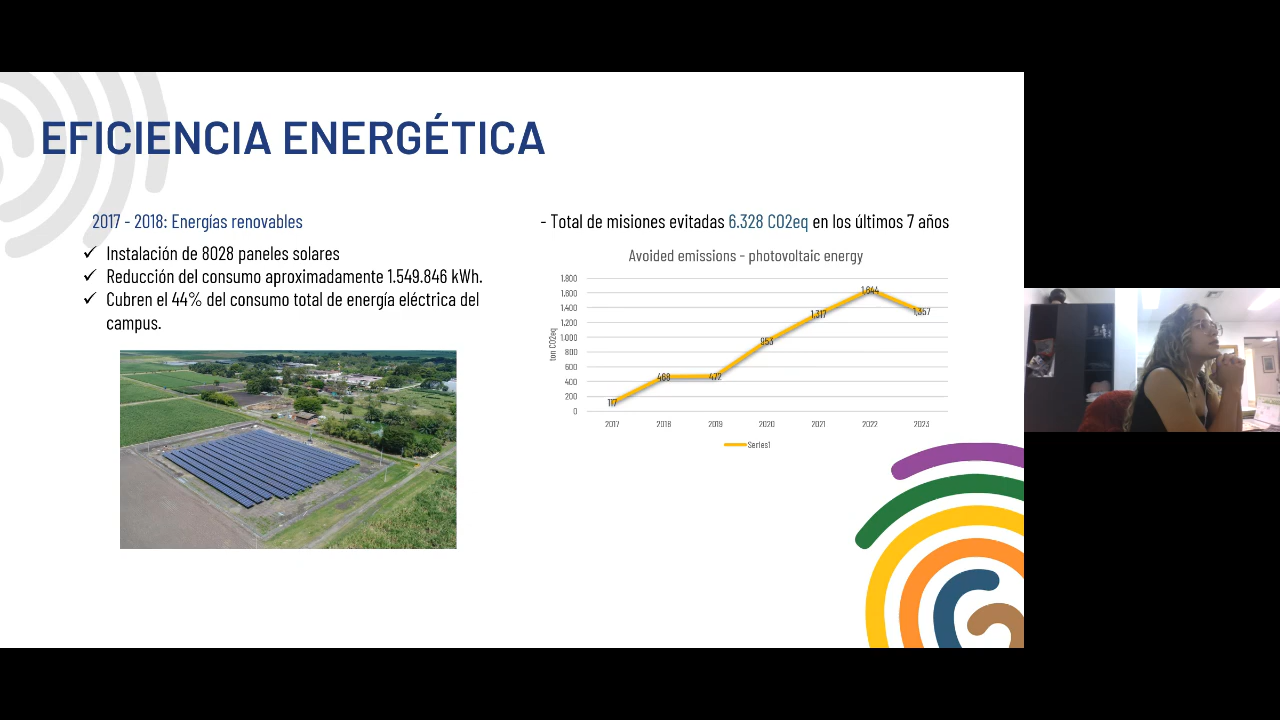 EFICIENCIA ENERGÉTICA
2017 - 2018: Energías renovables
✓ Instalación de 8028 paneles solares
✓ Reducción del consumo aproximadamente 1.549.846 kWh.
✓ Cubren el 44% del consumo total de energía eléctrica del
campus.
- Total de misiones evitadas 6.328 CO2eq en los últimos 7 años
Avoided emissions - photovoltaic energy
ton CO2eq
1.800
1.600
1.400
1.200
1.000
800
600
400
200
0
117
468
472
953
1,317
1,644
1,357
2017
2018
2019
2020
2021
2022
2023
Series1